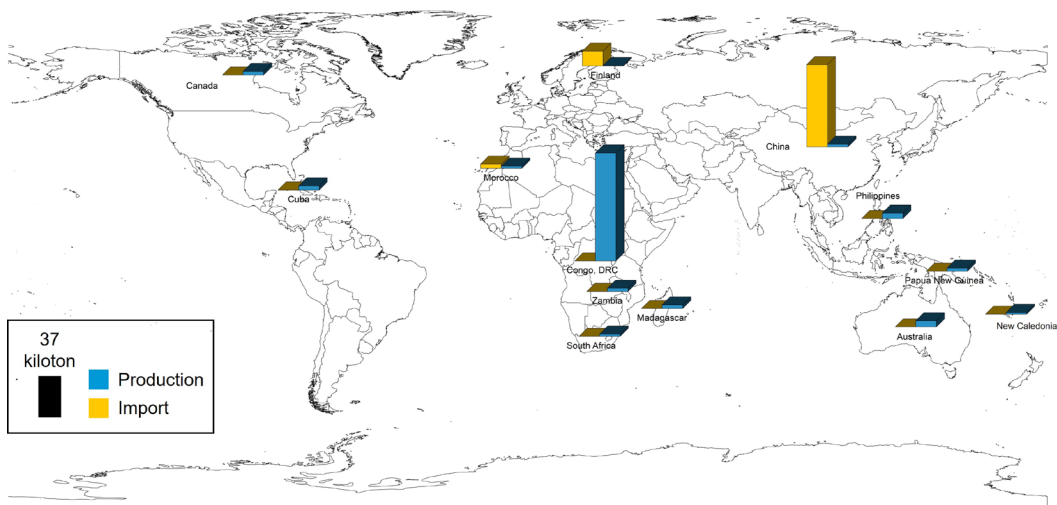 Canada
Finland
China
Morocco
Cuba
Philippines
Congo, DRC
Papua New Guinea
Zambia
Madagascar
New Caledonia
South Africa
Australia
37
kiloton
Production
Import